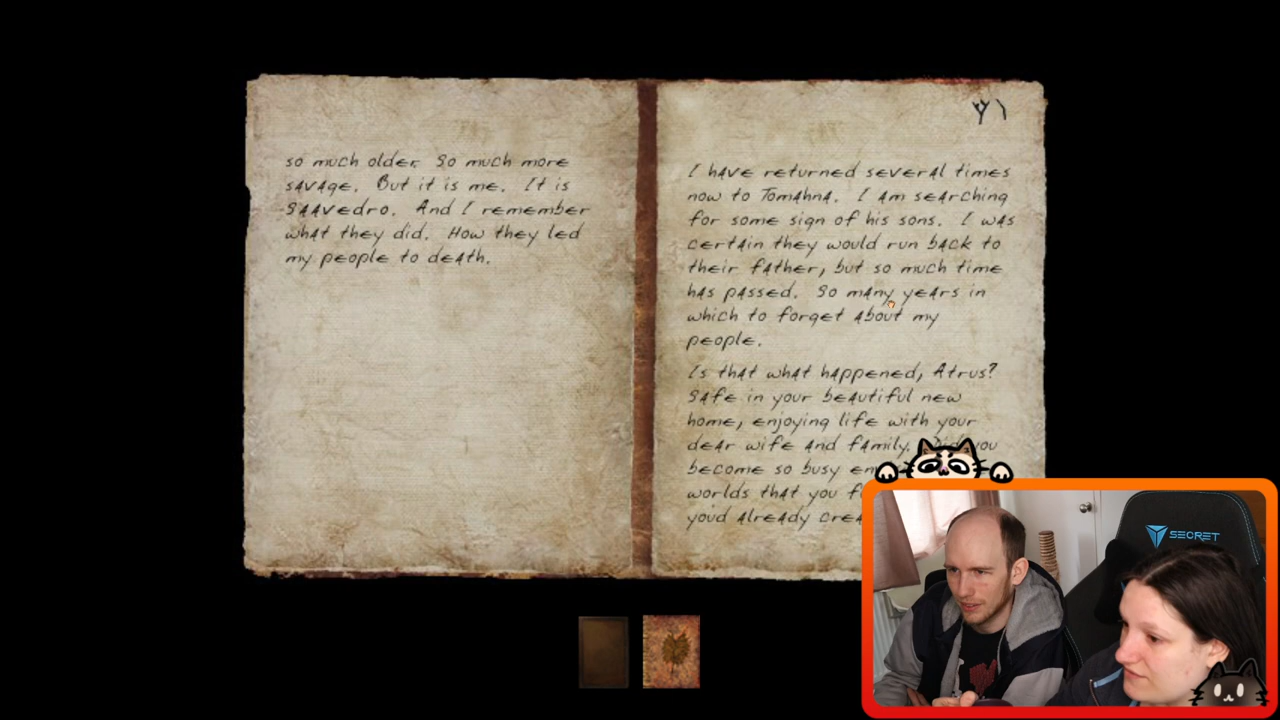 so much older. So much more
savage. But it is me. It is
Saavedro. And I remember
what they did. How they led
my people to death.
I have returned several times
now to Tomahna. I am searching
for some sign of his sons. I was
certain they would run back to
their father, but so much time
has passed. So many years in
which to forget about my
people.
Is that what happened, Atrus?
Safe in your beautiful new
home, enjoying life with your
dear wife and family. Did you
become so busy
worlds that you
youd already
SECRET